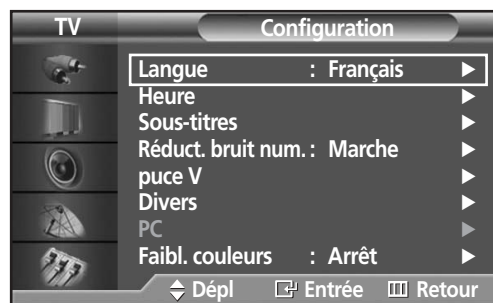 TV Configuration
Langue : Français
Heure
Sous-titres
Réduct. bruit num. : Marche
puce V
Divers
PC
Faibl. couleurs : Arrêt
Dépl Entrée Retour